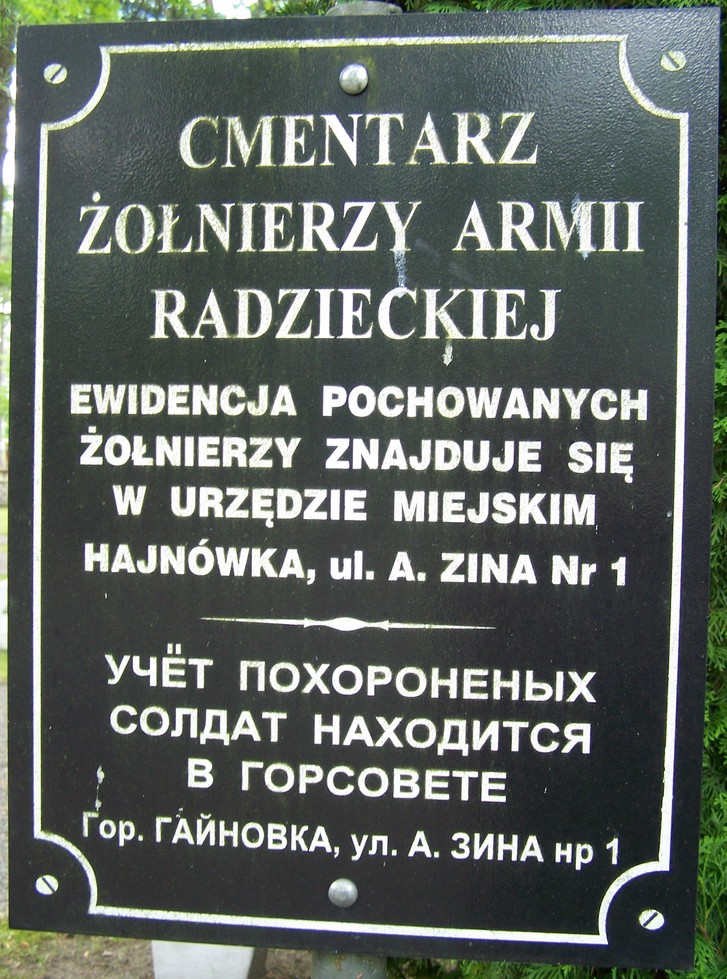 CMENTARZ
ŻOŁNIERZY ARMII
RADZIECKIEJ
EWIDENCJA POCHOWANYCH
ŻOŁNIERZY ZNAJDUJE SIĘ
W URZĘDZIE MIEJSKIM
HAJNÓWKA, ul. A. ZINA Nr 1
УЧЁТ ПОХОРОНЕНЫХ
СОЛДАТ НАХОДИТСЯ
В ГОРСОВЕТЕ
Гор. ГАЙНОВКА, ул. А. ЗИНА нр 1